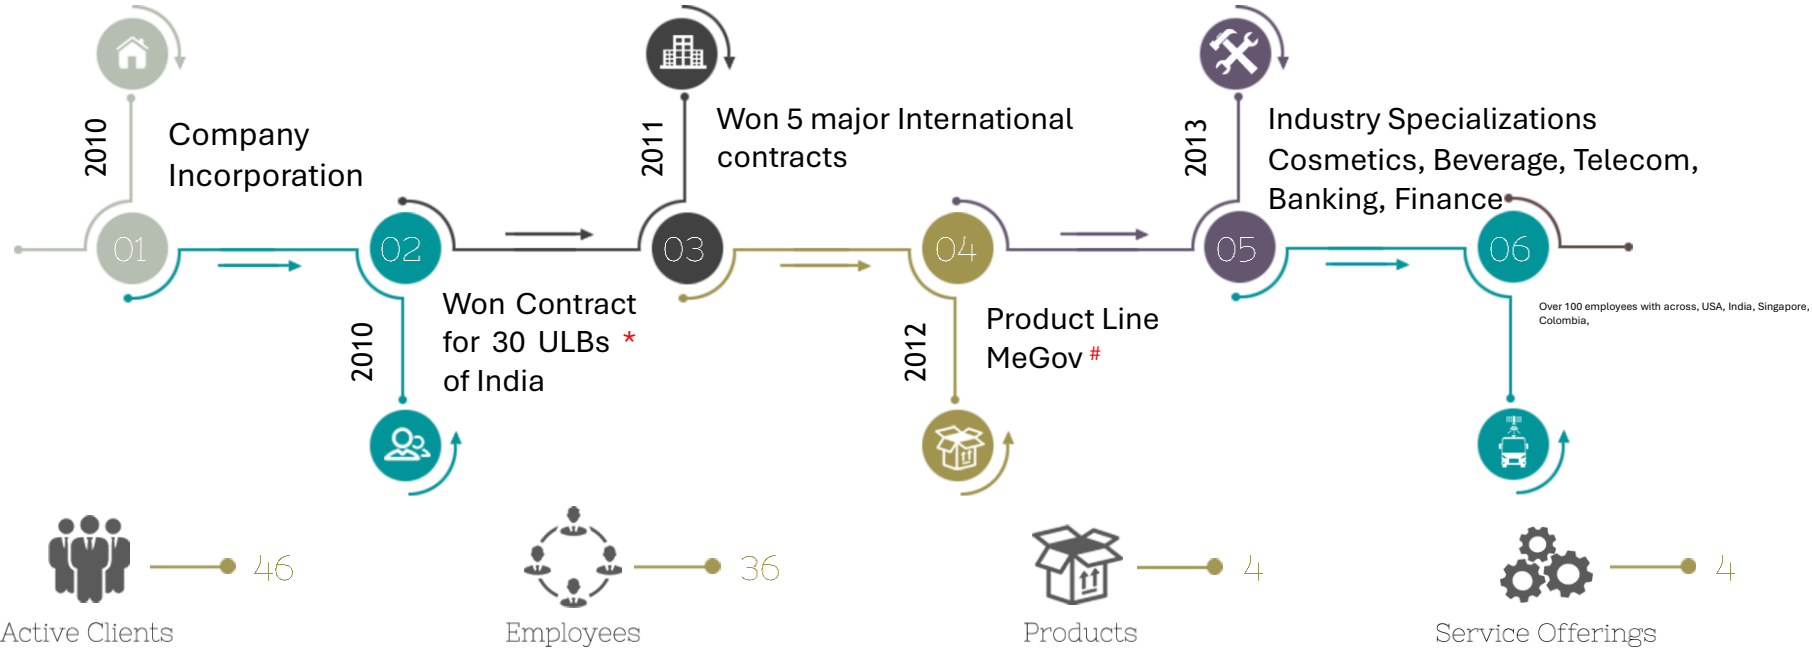 2010
Company
Incorporation
01
02
2010
Won Contract
for 30 ULBs *
of India
2011
Won 5 major International
contracts
03
04
2012
Product Line
MeGov #
2013
Industry Specializations
Cosmetics, Beverage, Telecom,
Banking, Finance
05
06
Over 100 employees with across, USA, India, Singapore,
Colombia,
46
Active Clients
36
Employees
4
Products
4
Service Offerings